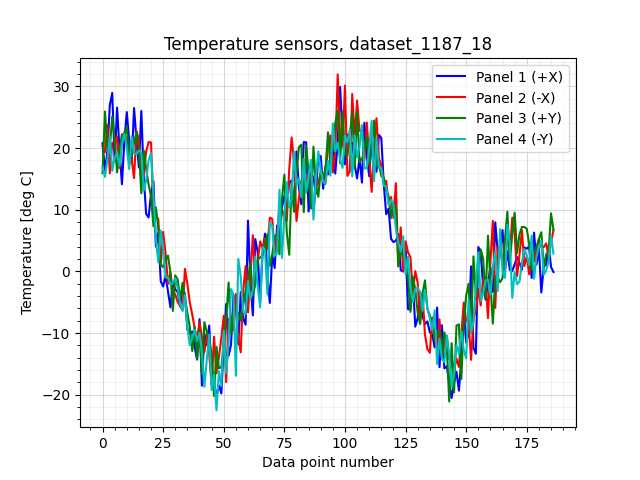 Temperature sensors, dataset_1187_18
Temperature [deg C]
30
20
10
0
−10
−20
Panel 1 (+X)
Panel 2 (-X)
Panel 3 (+Y)
Panel 4 (-Y)
0 25 50 75 100 125 150 175
Data point number